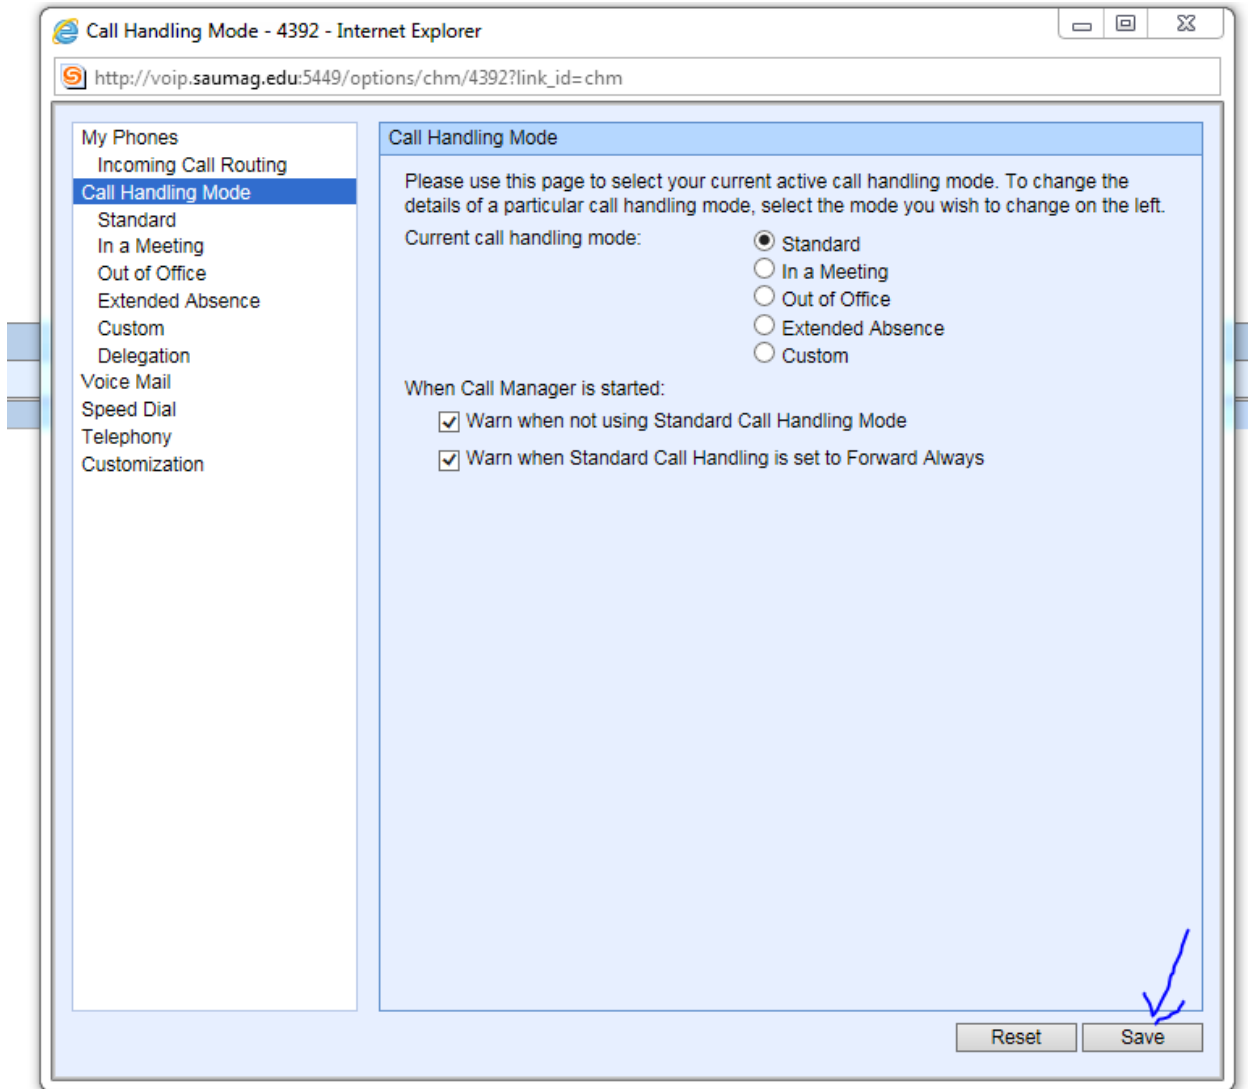 Call Handling Mode - 4392 - Internet Explorer
http://voip.saumag.edu:5449/options/chm/4392?link_id=chm
My Phones
Incoming Call Routing
Call Handling Mode
Standard
In a Meeting
Out of Office
Extended Absence
Custom
Delegation
Voice Mail
Speed Dial
Telephony
Customization
Call Handling Mode
Please use this page to select your current active call handling mode. To change the
details of a particular call handling mode, select the mode you wish to change on the left.
Current call handling mode:
Standard
In a Meeting
Out of Office
Extended Absence
Custom
When Call Manager is started:
Warn when not using Standard Call Handling Mode
Warn when Standard Call Handling is set to Forward Always
Reset
Save